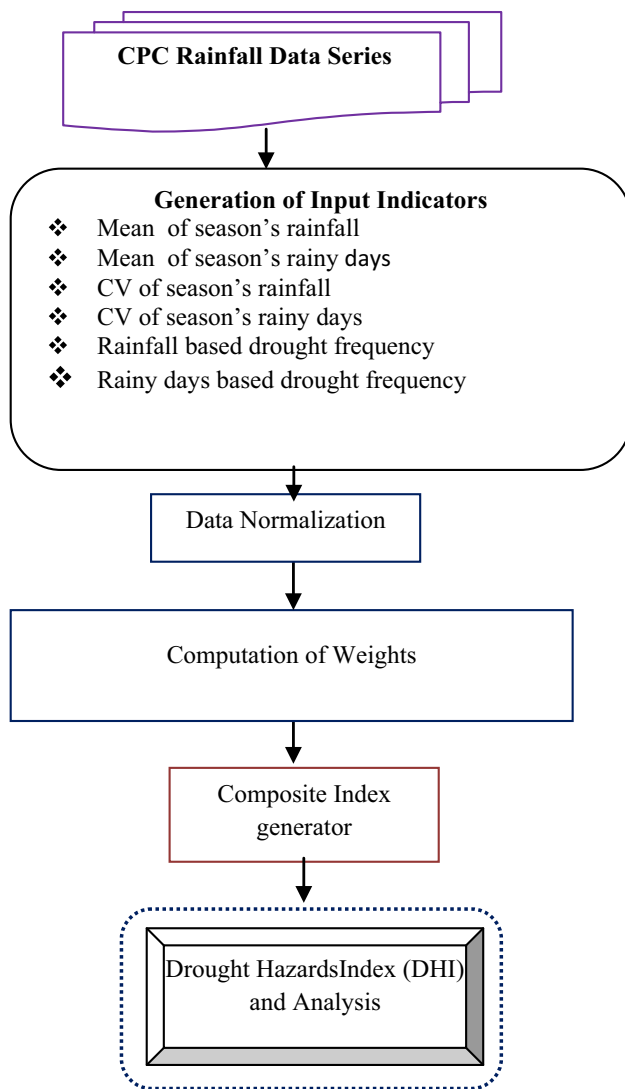 CPC Rainfall Data Series
Generation of Input Indicators
❖ Mean of season’s rainfall
❖ Mean of season’s rainy days
❖ CV of season’s rainfall
❖ CV of season’s rainy days
❖ Rainfall based drought frequency
❖ Rainy days based drought frequency
Data Normalization
Computation of Weights
Composite Index
generator
Drought HazardsIndex (DHI)
and Analysis